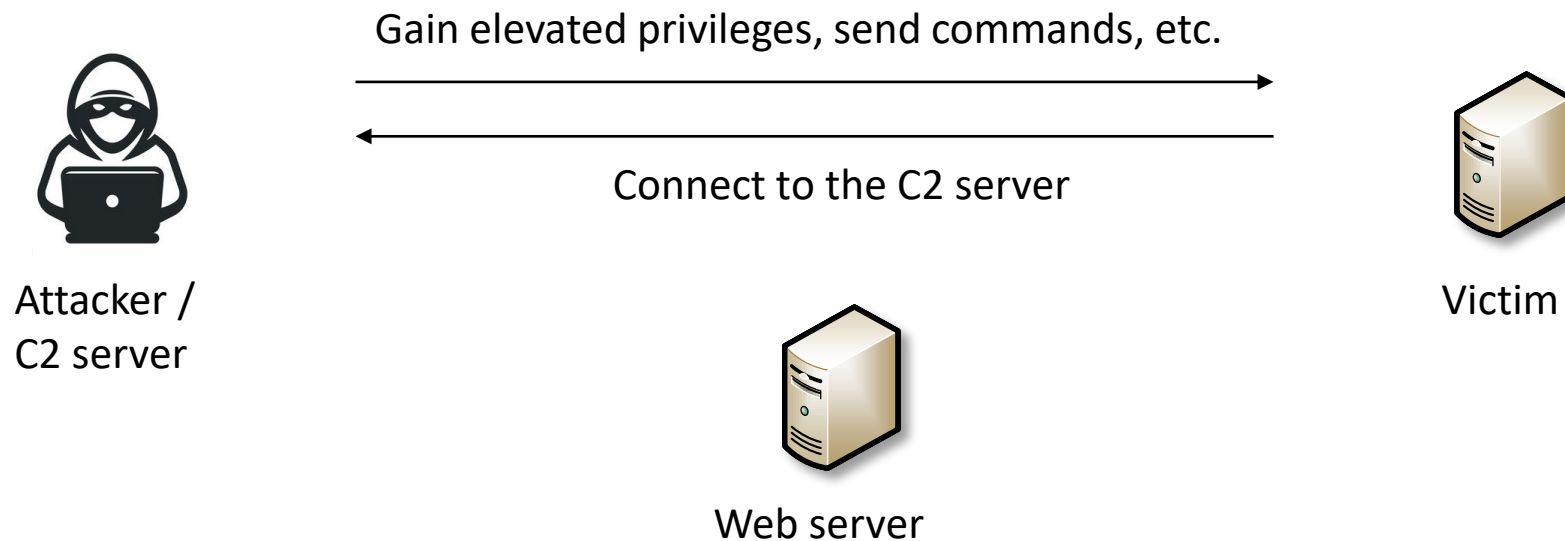 Gain elevated privileges, send commands, etc.
Connect to the C2 server
Attacker /
C2 server
Victim
Web server